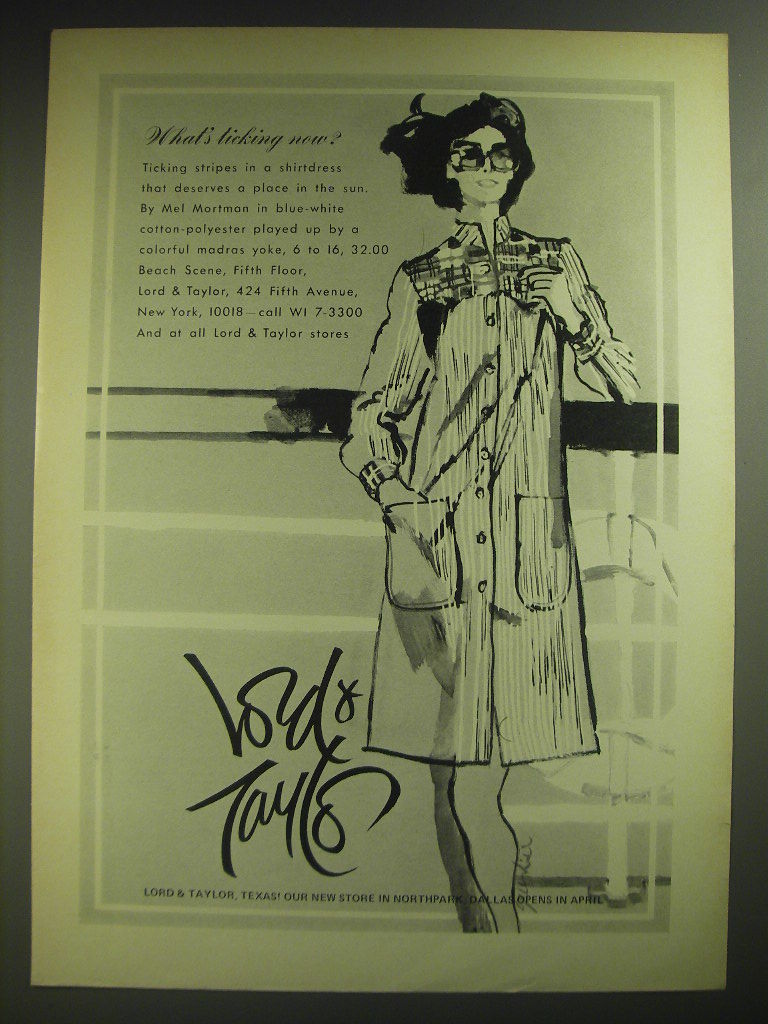 What's ticking now?
Ticking stripes in a shirtdress
that deserves a place in the sun.
By Mel Mortman in blue-white
cotton-polyester played up by a
colorful madras yoke, 6 to 16, 32.00
Beach Scene, Fifth Floor,
Lord & Taylor, 424 Fifth Avenue,
New York, 10018—call WI 7-3300
And at all Lord & Taylor stores
Lord &
Taylor
LORD & TAYLOR, TEXAS! OUR NEW STORE IN NORTHPARK, DALLAS OPENS IN APRIL